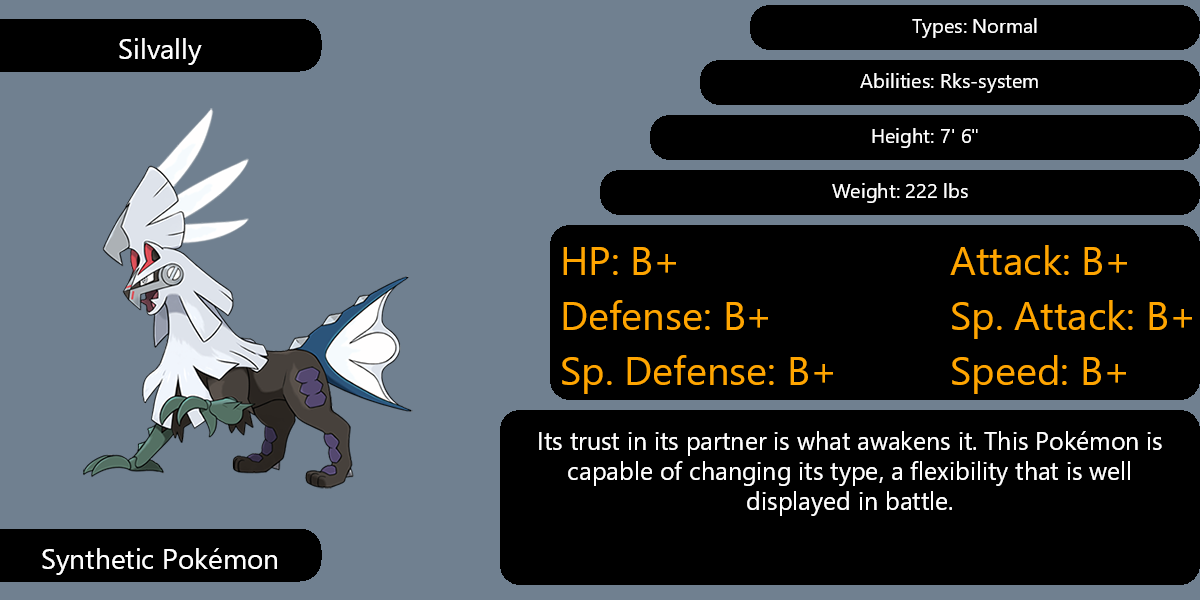 Silvally
Types: Normal
Abilities: Rks-system
Height: 7' 6"
Weight: 222 lbs
HP: B+
Attack: B+
Defense: B+
Sp. Attack: B+
Sp. Defense: B+
Speed: B+
Its trust in its partner is what awakens it. This Pokémon is
capable of changing its type, a flexibility that is well
displayed in battle.
Synthetic Pokémon